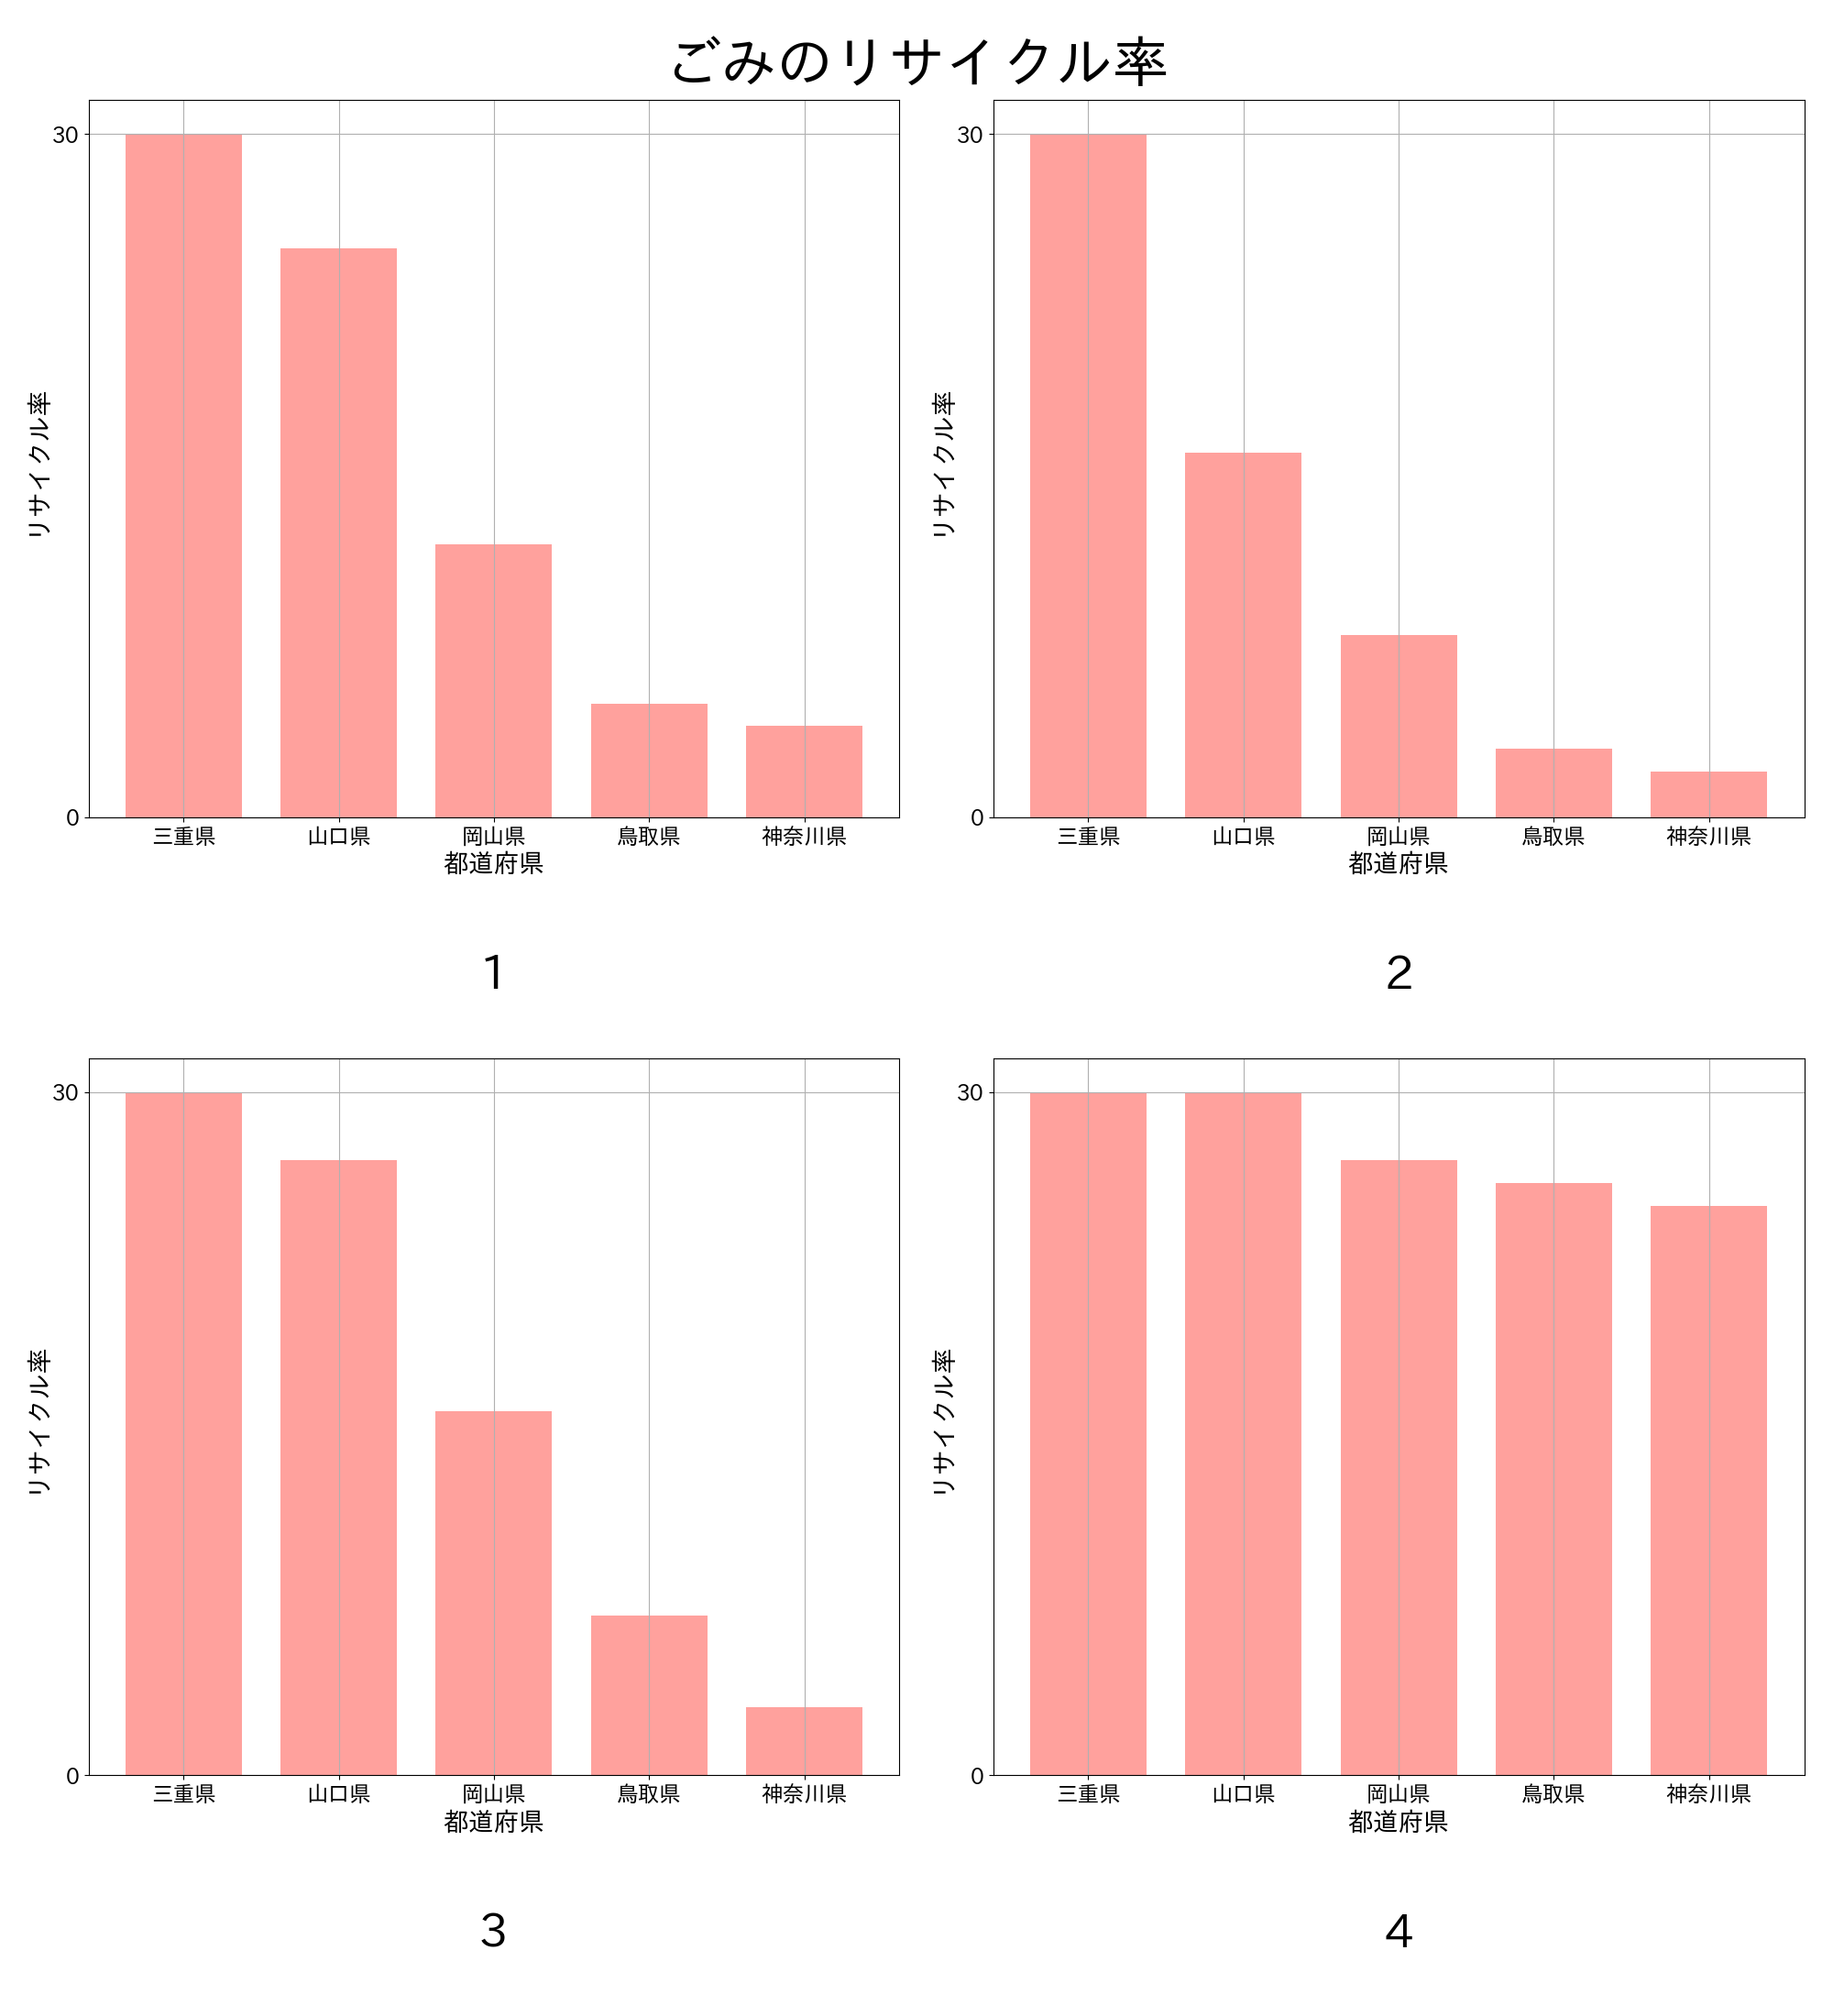 ごみのリサイクル率
30
0
リサイクル率
三重県 山口県 岡山県 鳥取県 神奈川県
都道府県
1
30
0
リサイクル率
三重県 山口県 岡山県 鳥取県 神奈川県
都道府県
2
30
0
リサイクル率
三重県 山口県 岡山県 鳥取県 神奈川県
都道府県
3
30
0
リサイクル率
三重県 山口県 岡山県 鳥取県 神奈川県
都道府県
4